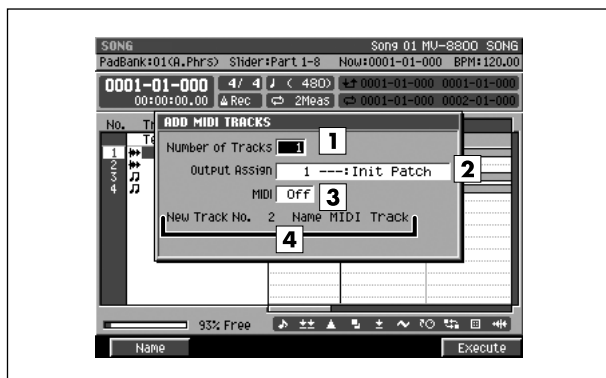 SONG Song 01 MV-8800 SONG
PadBank:01(A.Phrs) Slider:Part 1-8 Now:0001-01-000 BPM:120.00
0001-01-000 4/ 4 ♩ ( 480) 0001-01-000 0001-01-000
00:00:00.00 Rec 2Meas 0001-01-000 0002-01-000
No.
ADD MIDI TRACKS
Number of Tracks 1 1
1 Output Assign 1 ---:Init Patch 2
2 MIDI Off 3
3
4 New Track No. 2 Name MIDI Track
4
93% Free
Name Execute